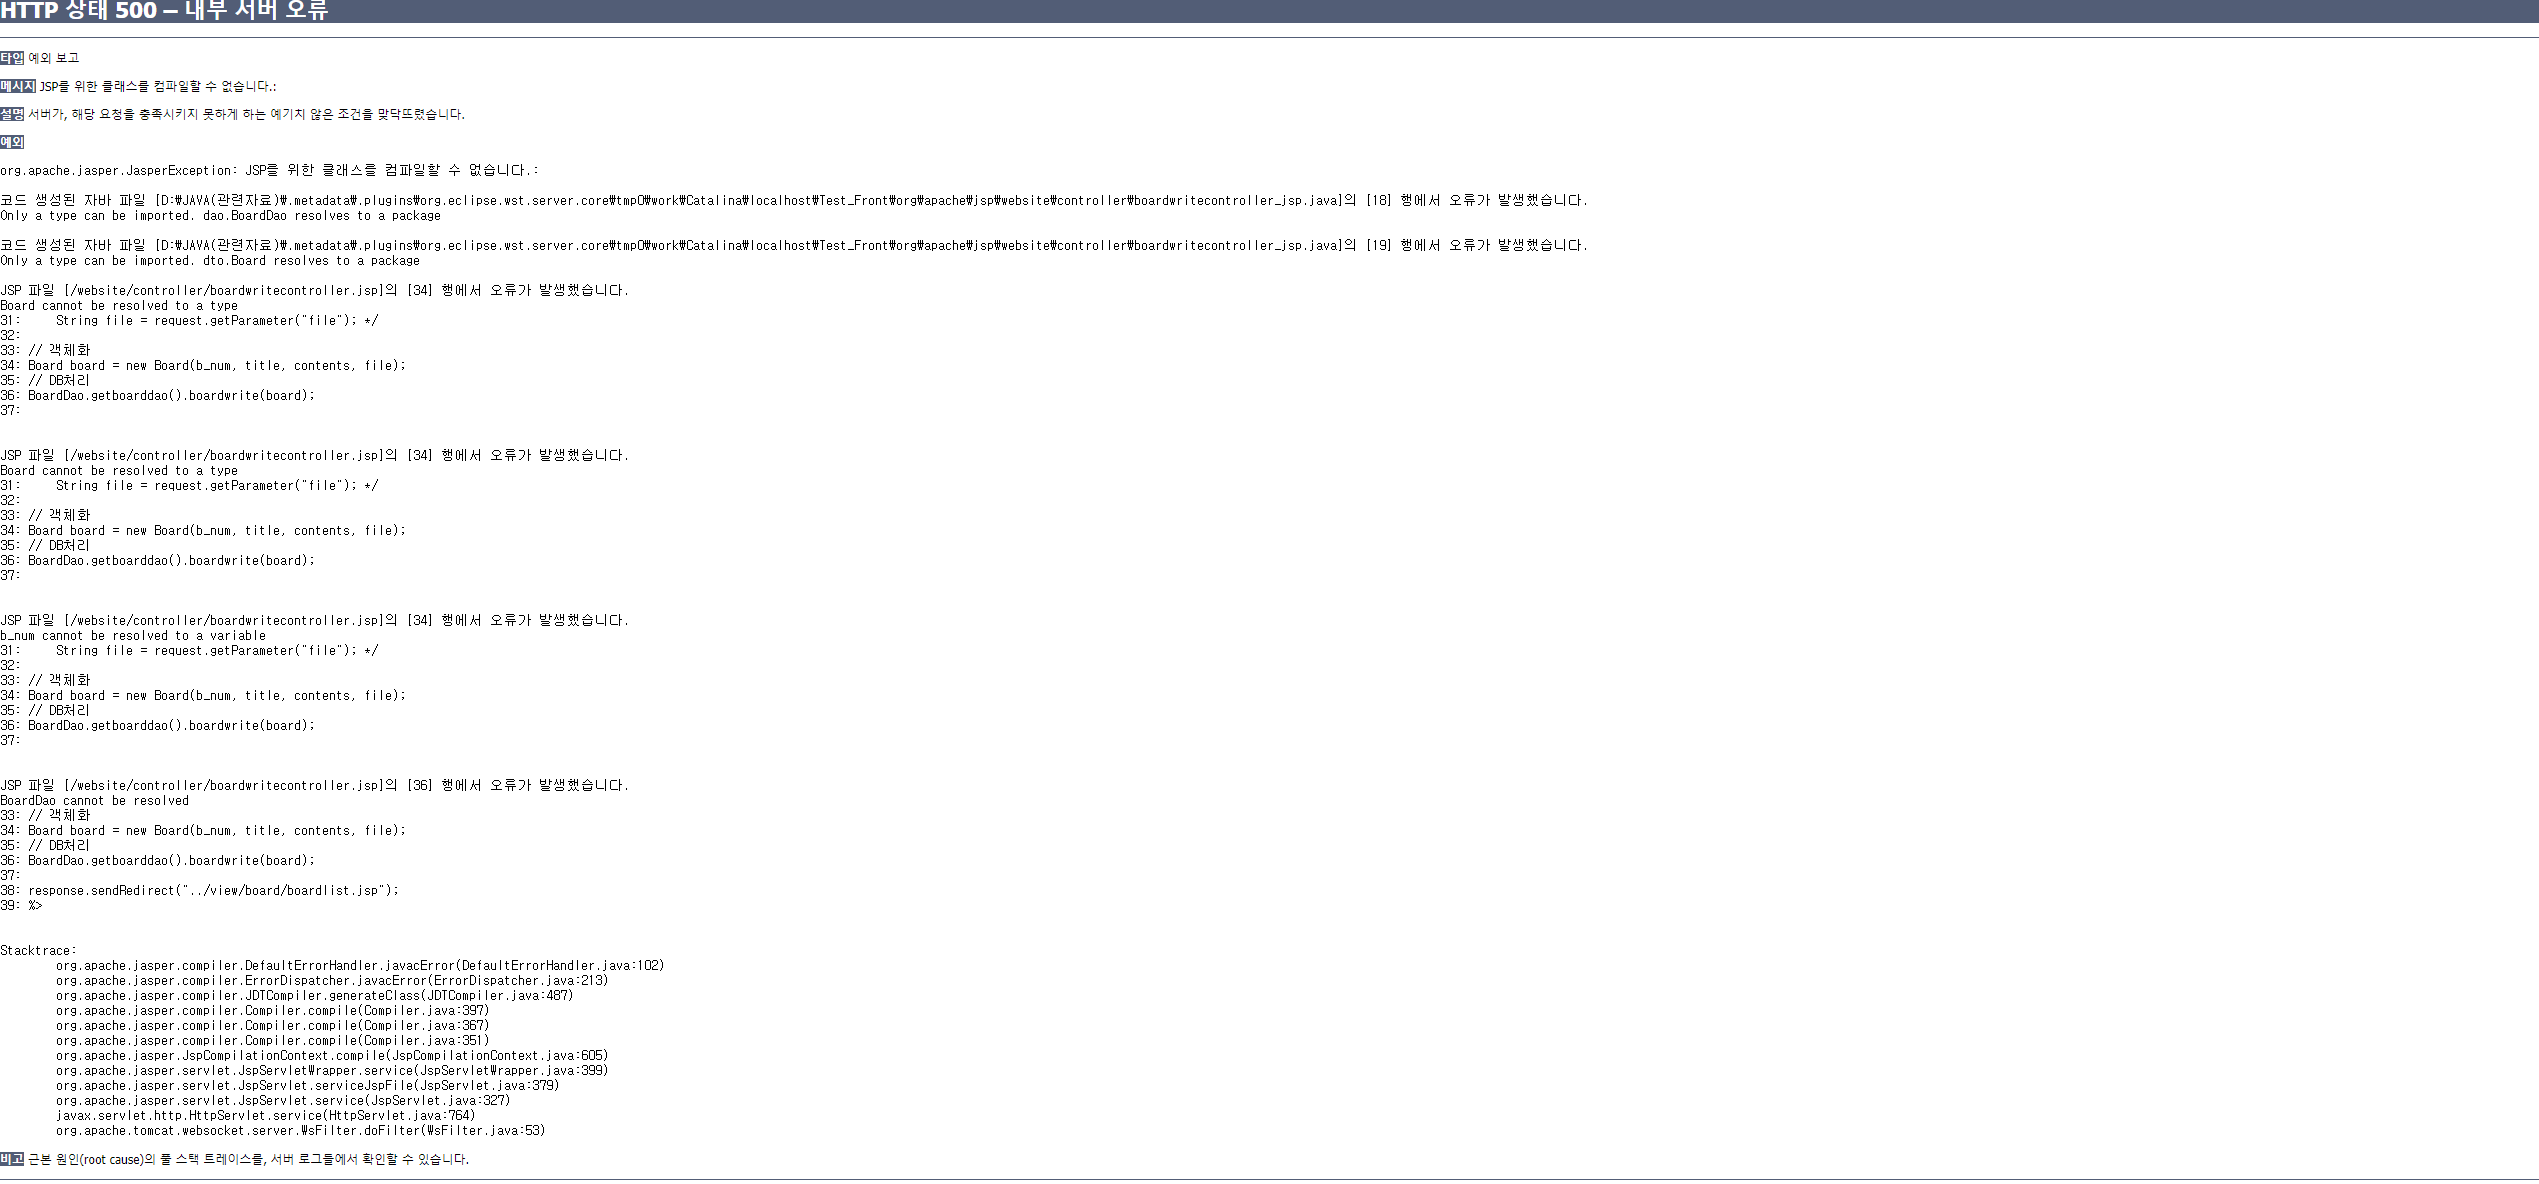 HTTP 상태 500 – 내부 서버 오류
타입 예외 보고
메시지 JSP를 위한 클래스를 컴파일할 수 없습니다.:
설명 서버가, 해당 요청을 충족시키지 못하게 하는 예기치 않은 조건을 맞닥뜨렸습니다.
예외
org.apache.jasper.JasperException: JSP를 위한 클래스를 컴파일할 수 없습니다.:
코드 생성된 자바 파일 [D:₩JAVA(관련자료)₩.metadata₩.plugins₩org.eclipse.wst.server.core₩tmp0₩work₩Catalina₩localhost₩Test_Front₩org₩apache₩jsp₩website₩controller₩boardwritecontroller_jsp.java]의 [18] 행에서 오류가 발생했습니다.
Only a type can be imported. dao.BoardDao resolves to a package
코드 생성된 자바 파일 [D:₩JAVA(관련자료)₩.metadata₩.plugins₩org.eclipse.wst.server.core₩tmp0₩work₩Catalina₩localhost₩Test_Front₩org₩apache₩jsp₩website₩controller₩boardwritecontroller_jsp.java]의 [19] 행에서 오류가 발생했습니다.
Only a type can be imported. dto.Board resolves to a package
JSP 파일 [/website/controller/boardwritecontroller.jsp]의 [34] 행에서 오류가 발생했습니다.
Board cannot be resolved to a type
31:     String file = request.getParameter("file"); */
32:
33: // 객체화
34: Board board = new Board(b_num, title, contents, file);
35: // DB처리
36: BoardDao.getboarddao().boardwrite(board);
37:
JSP 파일 [/website/controller/boardwritecontroller.jsp]의 [34] 행에서 오류가 발생했습니다.
Board cannot be resolved to a type
31:     String file = request.getParameter("file"); */
32:
33: // 객체화
34: Board board = new Board(b_num, title, contents, file);
35: // DB처리
36: BoardDao.getboarddao().boardwrite(board);
37:
JSP 파일 [/website/controller/boardwritecontroller.jsp]의 [34] 행에서 오류가 발생했습니다.
b_num cannot be resolved to a variable
31:     String file = request.getParameter("file"); */
32:
33: // 객체화
34: Board board = new Board(b_num, title, contents, file);
35: // DB처리
36: BoardDao.getboarddao().boardwrite(board);
37:
JSP 파일 [/website/controller/boardwritecontroller.jsp]의 [36] 행에서 오류가 발생했습니다.
BoardDao cannot be resolved
33: // 객체화
34: Board board = new Board(b_num, title, contents, file);
35: // DB처리
36: BoardDao.getboarddao().boardwrite(board);
37:
38: response.sendRedirect("../view/board/boardlist.jsp");
39: %>
Stacktrace:
org.apache.jasper.compiler.DefaultErrorHandler.javacError(DefaultErrorHandler.java:102)
org.apache.jasper.compiler.ErrorDispatcher.javacError(ErrorDispatcher.java:213)
org.apache.jasper.compiler.JDTCompiler.generateClass(JDTCompiler.java:487)
org.apache.jasper.compiler.Compiler.compile(Compiler.java:397)
org.apache.jasper.compiler.Compiler.compile(Compiler.java:367)
org.apache.jasper.compiler.Compiler.compile(Compiler.java:351)
org.apache.jasper.JspCompilationContext.compile(JspCompilationContext.java:605)
org.apache.jasper.servlet.JspServletWrapper.service(JspServletWrapper.java:399)
org.apache.jasper.servlet.JspServlet.serviceJspFile(JspServlet.java:379)
org.apache.jasper.servlet.JspServlet.service(JspServlet.java:327)
javax.servlet.http.HttpServlet.service(HttpServlet.java:764)
org.apache.tomcat.websocket.server.WsFilter.doFilter(WsFilter.java:53)
비고 근본 원인(root cause)의 풀 스택 트레이스를, 서버 로그들에서 확인할 수 있습니다.